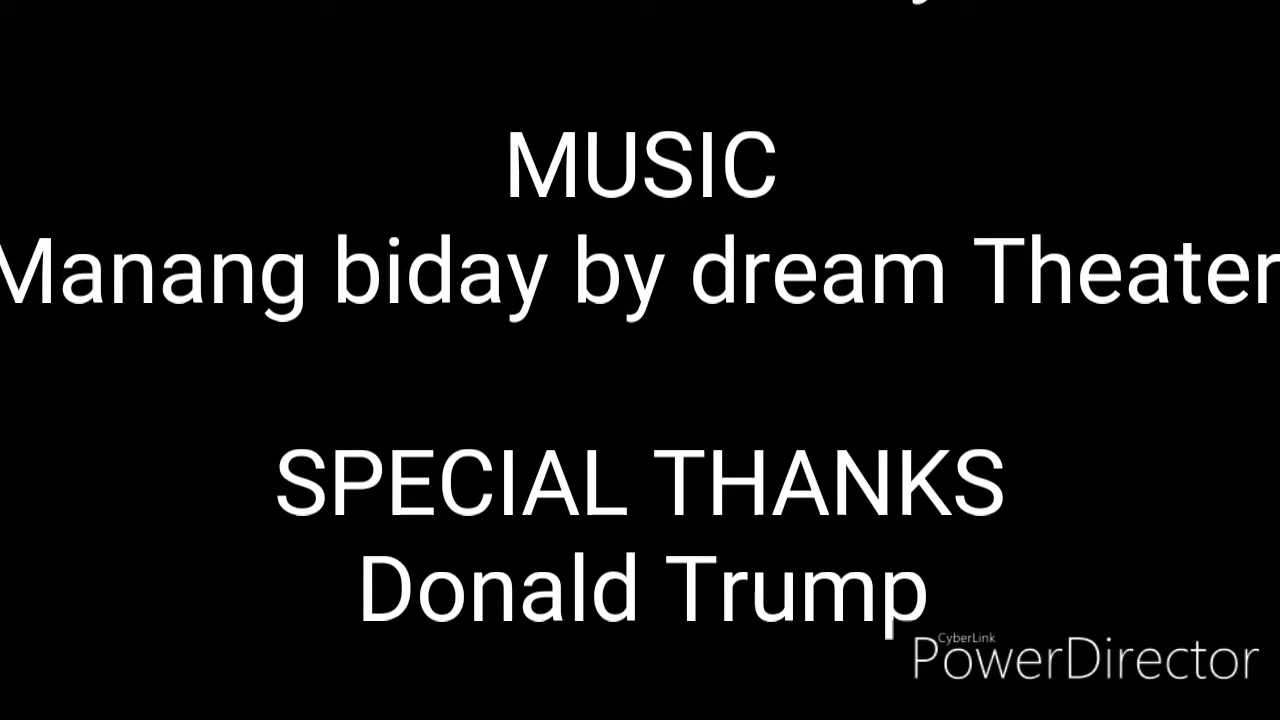 MUSIC
Manang biday by dream Theater
SPECIAL THANKS
Donald Trump
CyberLink
PowerDirector